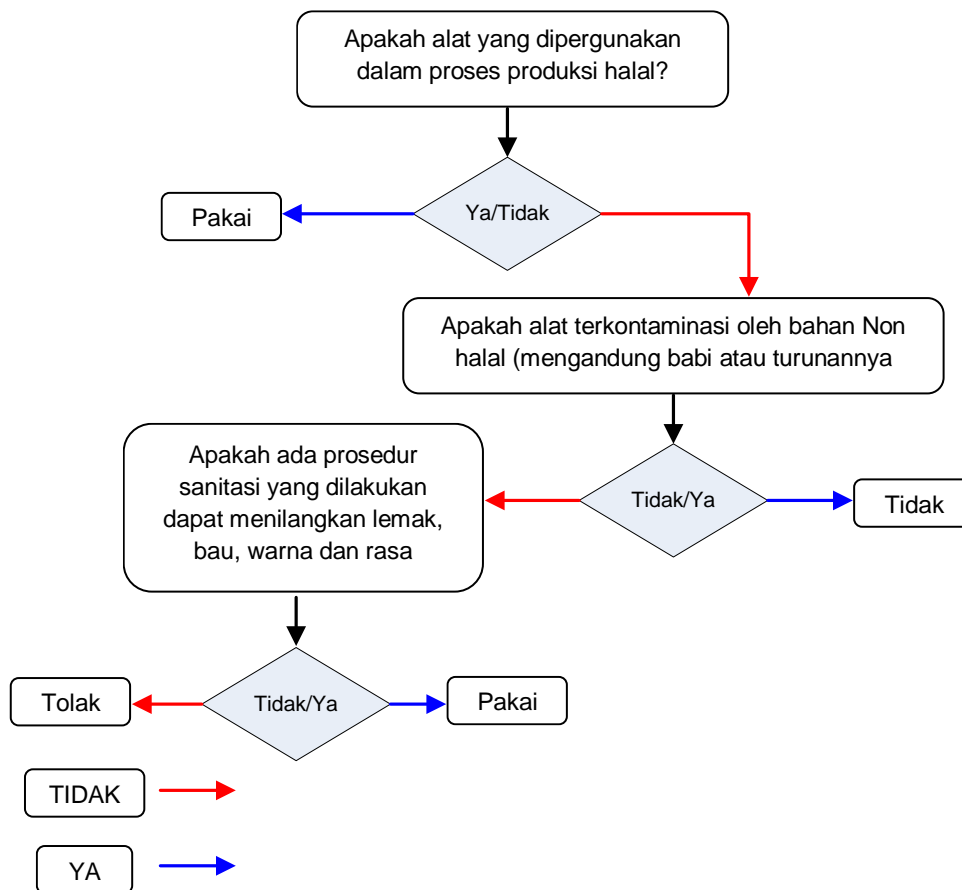 Apakah alat yang dipergunakan
dalam proses produksi halal?
Ya/Tidak
Pakai
Apakah alat terkontaminasi oleh bahan Non
halal (mengandung babi atau turunannya
Tidak/Ya
Tidak
Apakah ada prosedur
sanitasi yang dilakukan
dapat menilangkan lemak,
bau, warna dan rasa
Tidak/Ya
Tolak
Pakai
TIDAK
YA